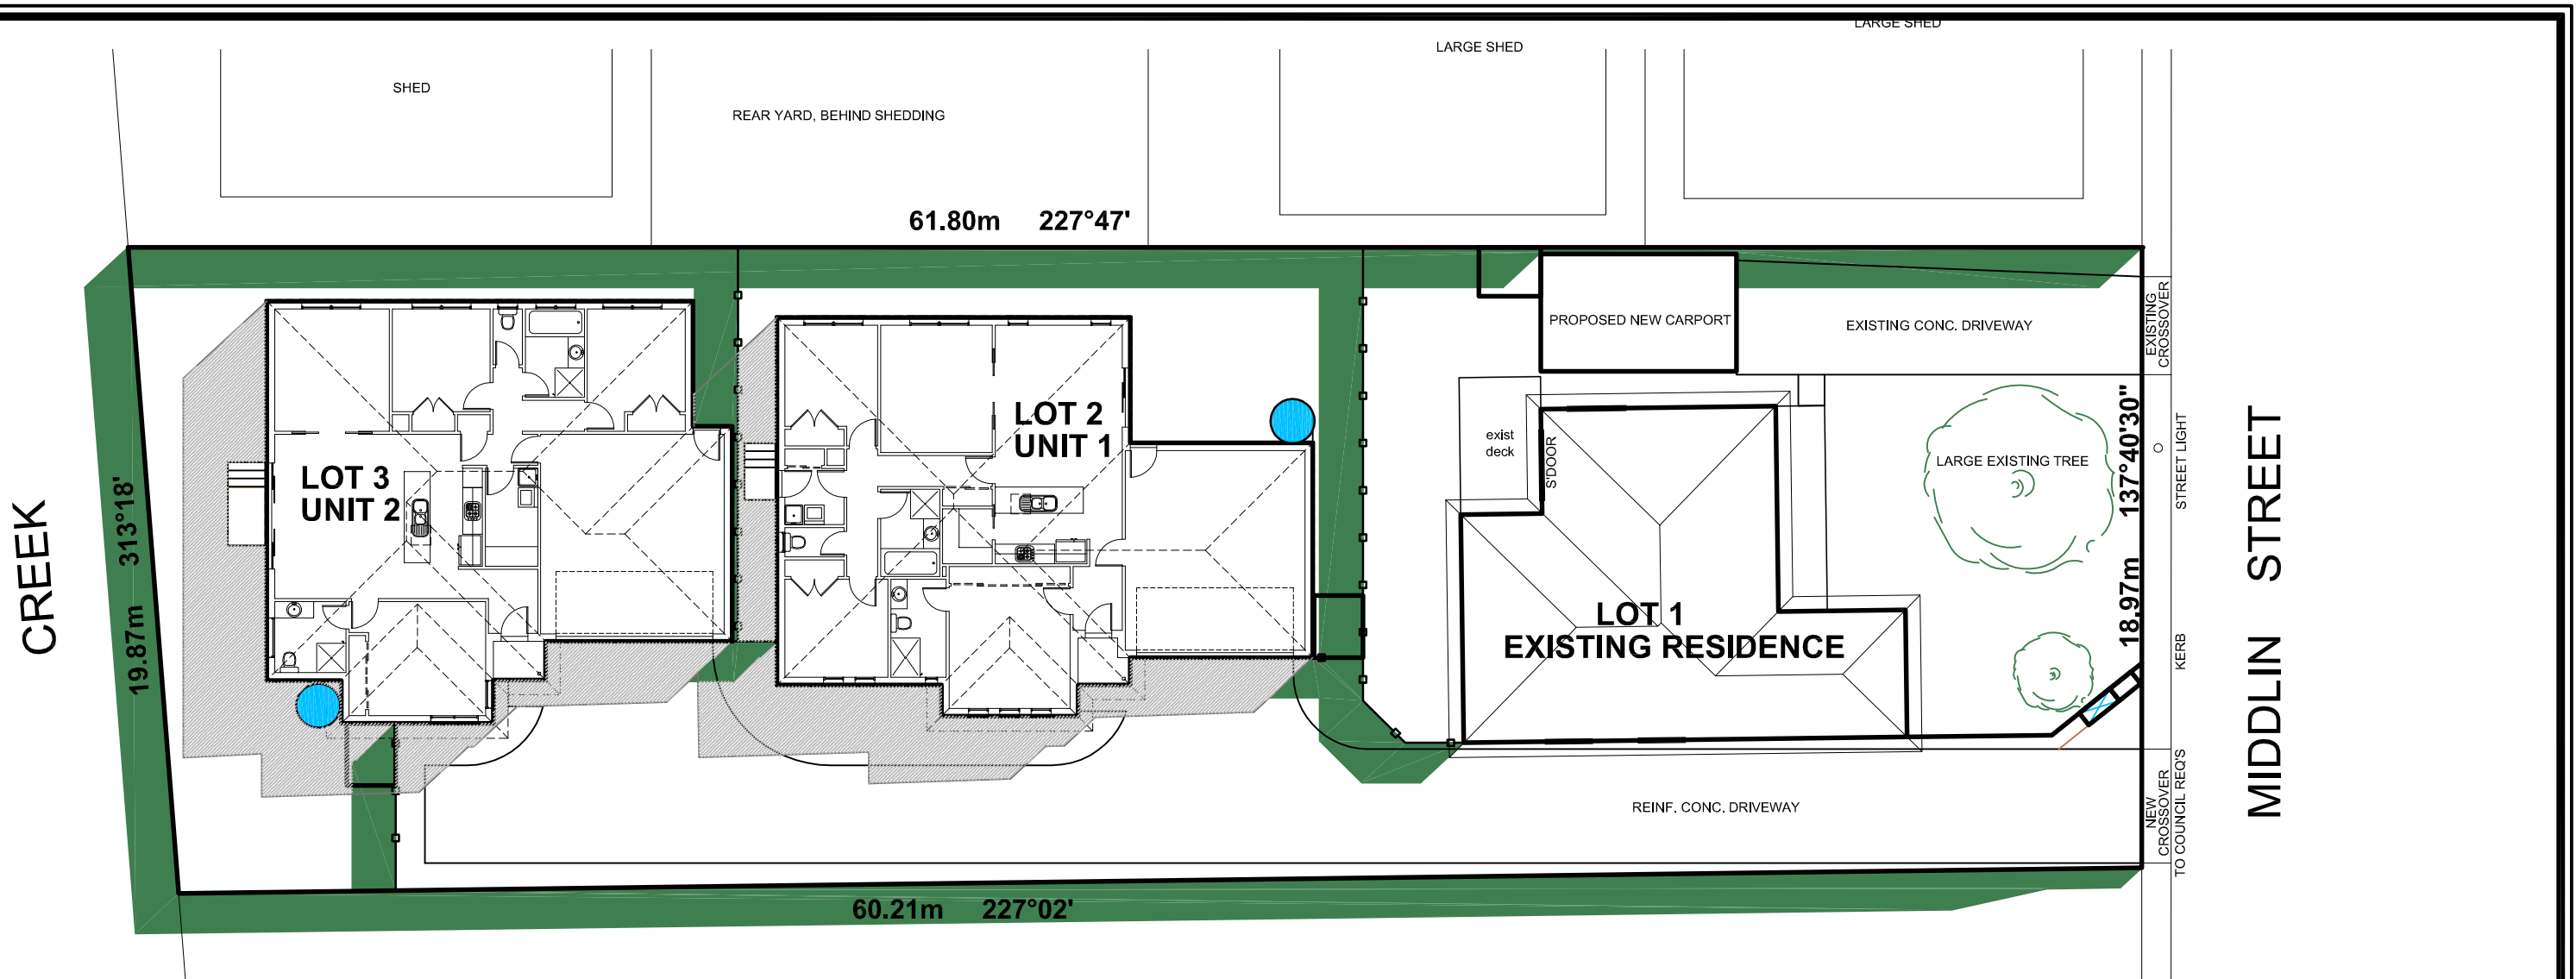 LARGE SHED
LARGE SHED
SHED
REAR YARD, BEHIND SHEDDING
61.80m 227°47'
PROPOSED NEW CARPORT
EXISTING CONC. DRIVEWAY
EXISTING
CROSSOVER
LOT 2
UNIT 1
exist
deck
S'DOOR
LARGE EXISTING TREE
18.97m 137°40'30"
STREET LIGHT
KERB
MIDDLIN STREET
LOT 3
UNIT 2
CREEK
19.87m 313°18'
LOT 1
EXISTING RESIDENCE
REINF. CONC. DRIVEWAY
NEW
CROSSOVER
TO COUNCIL REQ'S
60.21m 227°02'